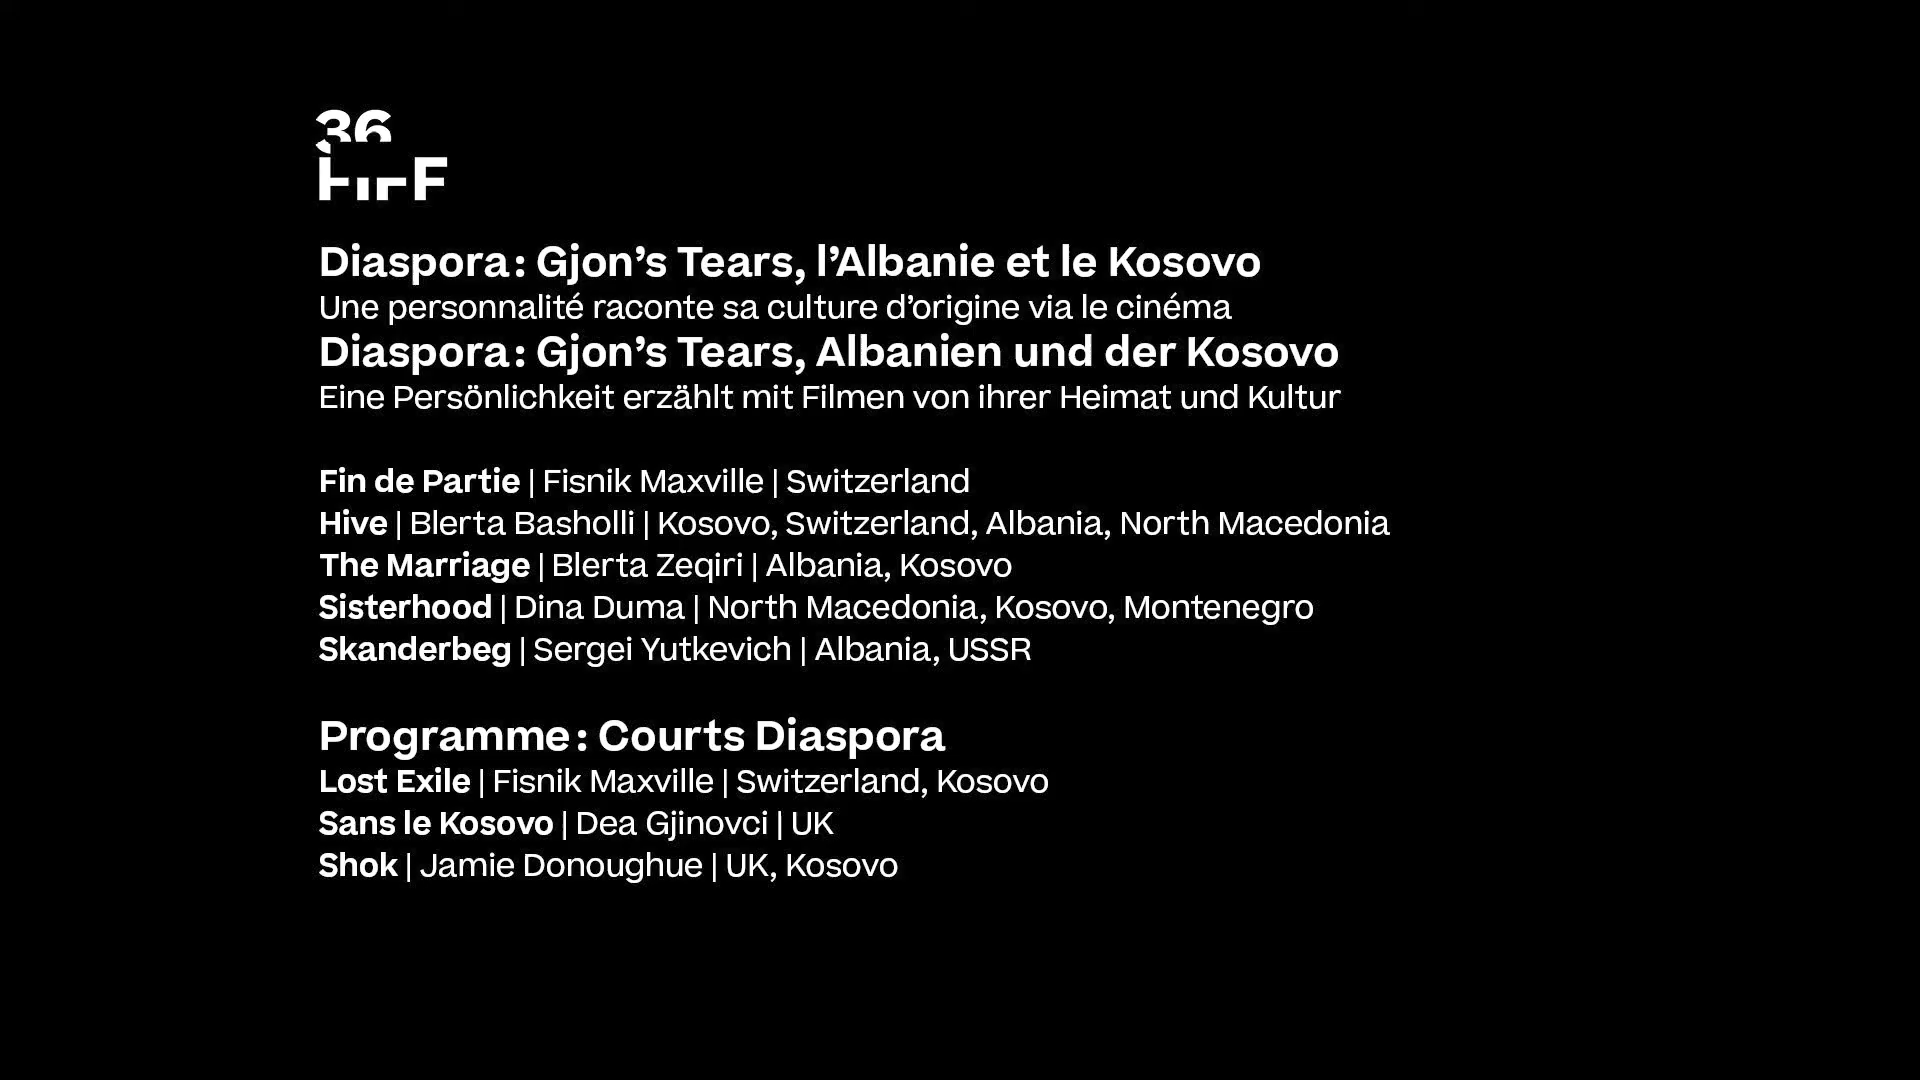 36
FIFF
Diaspora : Gjon’s Tears, l’Albanie et le Kosovo
Une personnalité raconte sa culture d’origine via le cinéma
Diaspora : Gjon’s Tears, Albanien und der Kosovo
Eine Persönlichkeit erzählt mit Filmen von ihrer Heimat und Kultur
Fin de Partie | Fisnik Maxville | Switzerland
Hive | Blerta Basholli | Kosovo, Switzerland, Albania, North Macedonia
The Marriage | Blerta Zeqiri | Albania, Kosovo
Sisterhood | Dina Duma | North Macedonia, Kosovo, Montenegro
Skanderbeg | Sergei Yutkevich | Albania, USSR
Programme : Courts Diaspora
Lost Exile | Fisnik Maxville | Switzerland, Kosovo
Sans le Kosovo | Dea Gjinovci | UK
Shok | Jamie Donoughue | UK, Kosovo